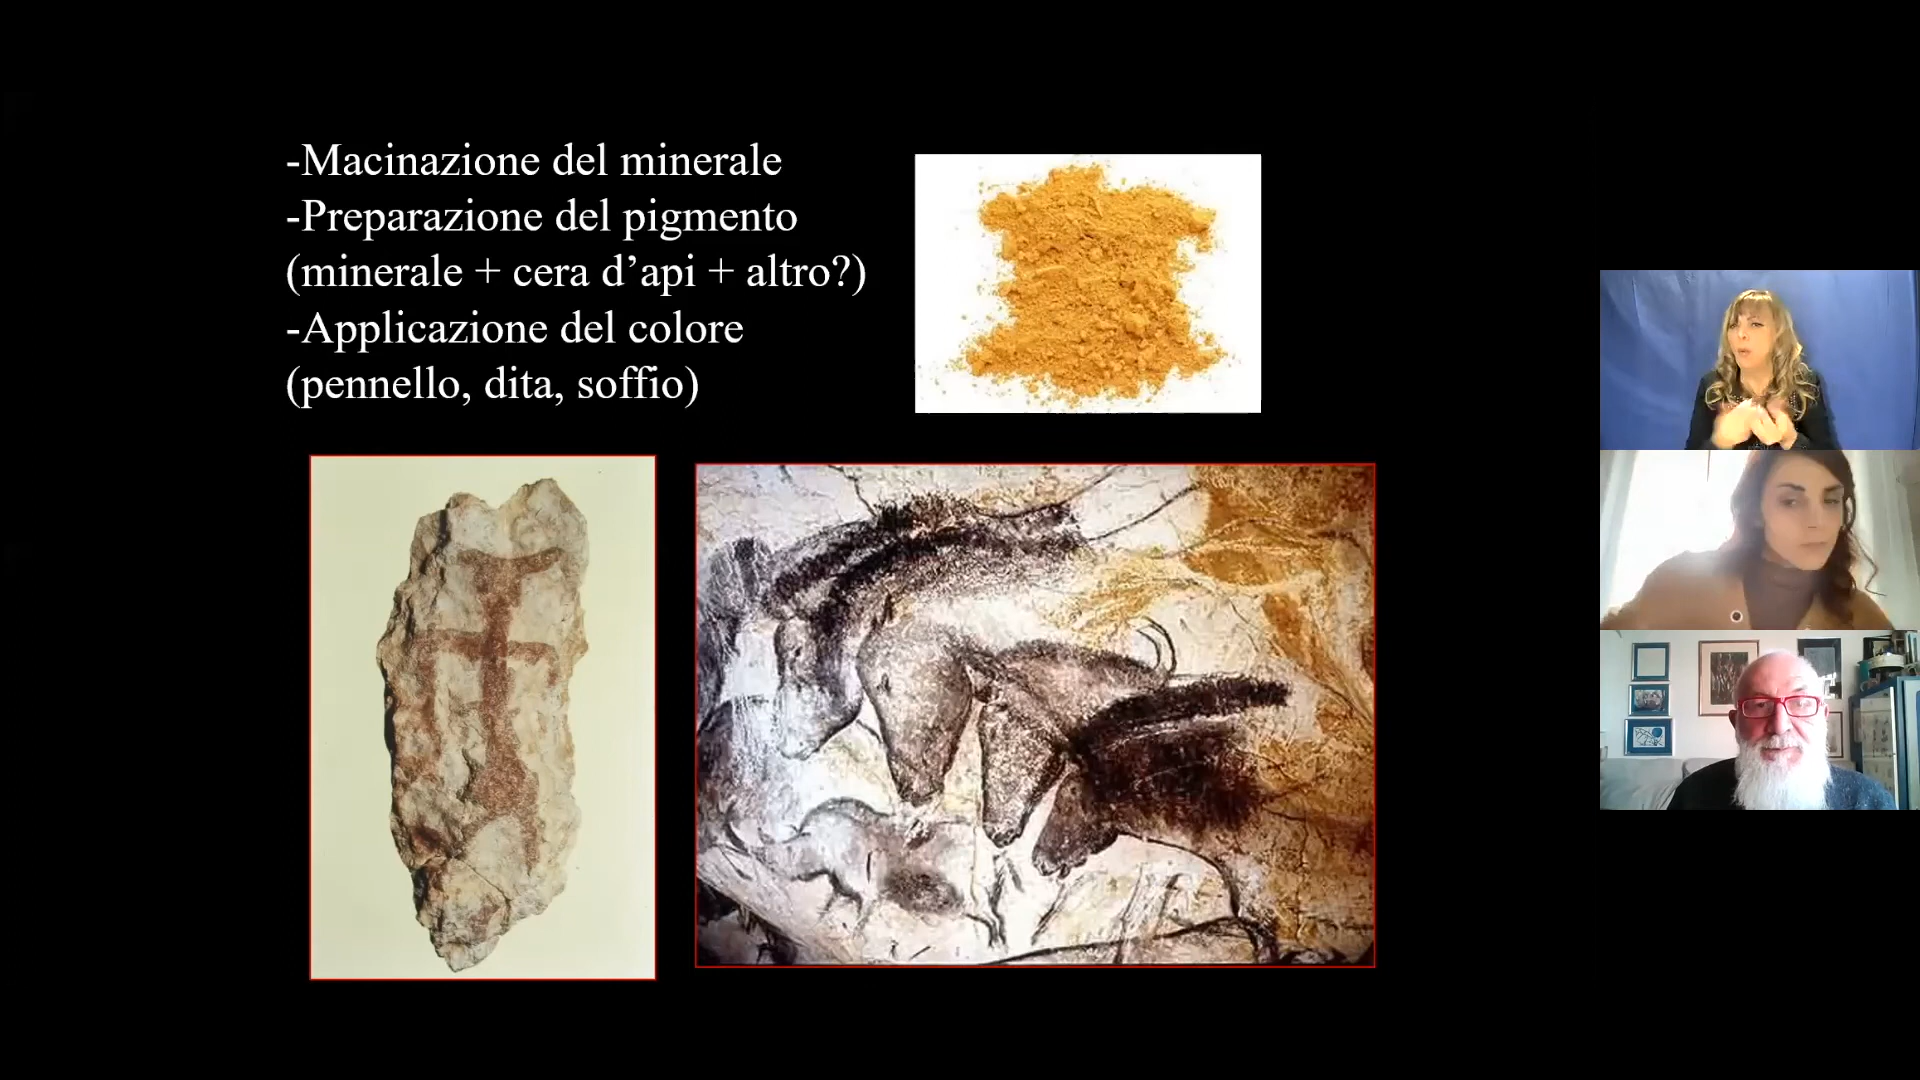 -Macinazione del minerale
-Preparazione del pigmento
(minerale + cera d’api + altro?)
-Applicazione del colore
(pennello, dita, soffio)